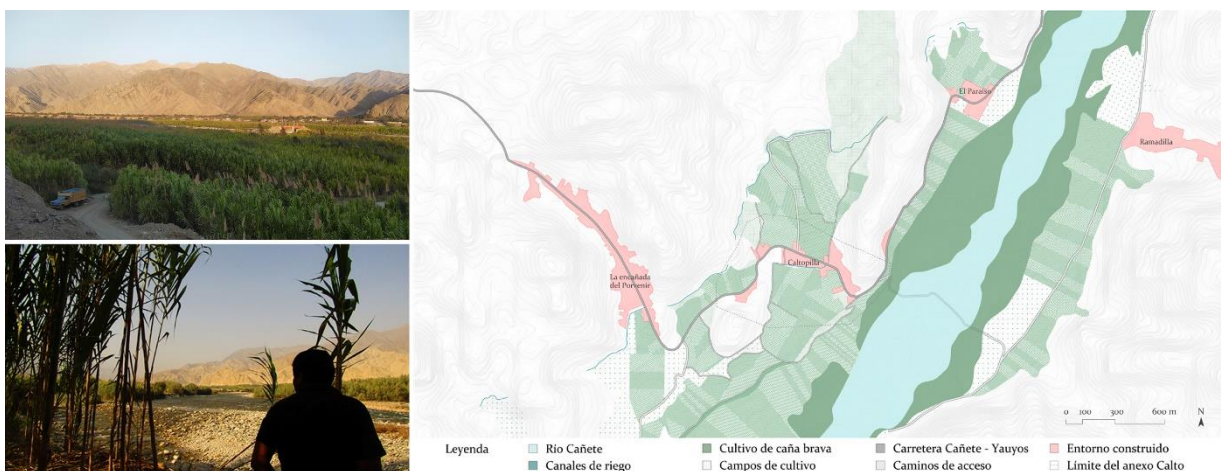 El Paraíso
Ramadilla
Caltopilla
La encañada
del Porvenir
0 100 300 600 m
N
Leyenda
Río Cañete
Cultivo de caña brava
Carretera Cañete - Yauyos
Entorno construido
Canales de riego
Campos de cultivo
Caminos de acceso
Límite del anexo Calto